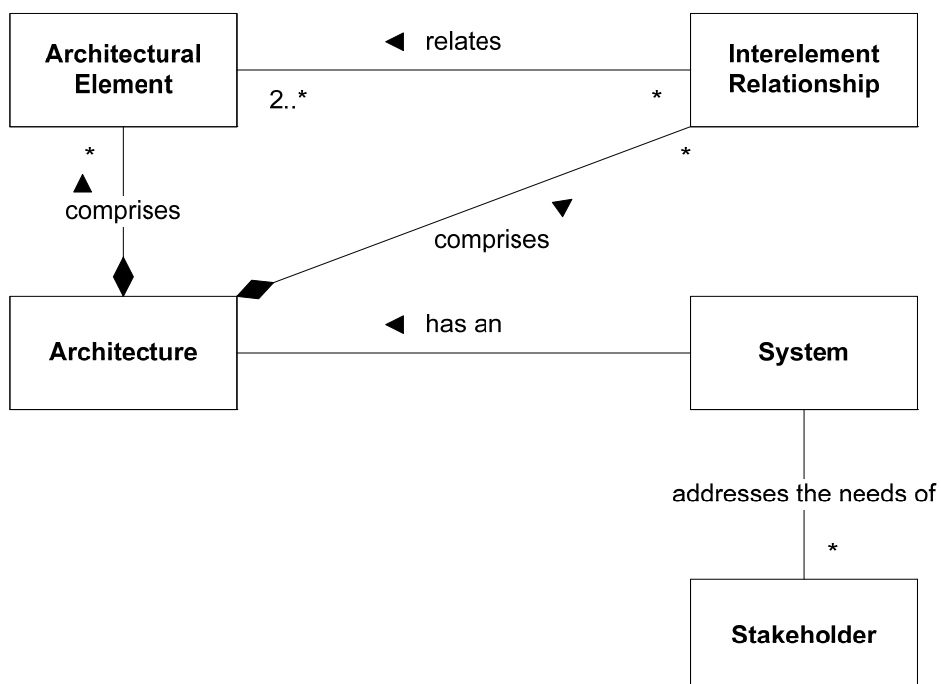 Architectural
Element
◄ relates
2..*
*
Interelement
Relationship
*
▲
comprises
*
▲
comprises
Architecture
◄ has an
System
addresses the needs of
*
Stakeholder